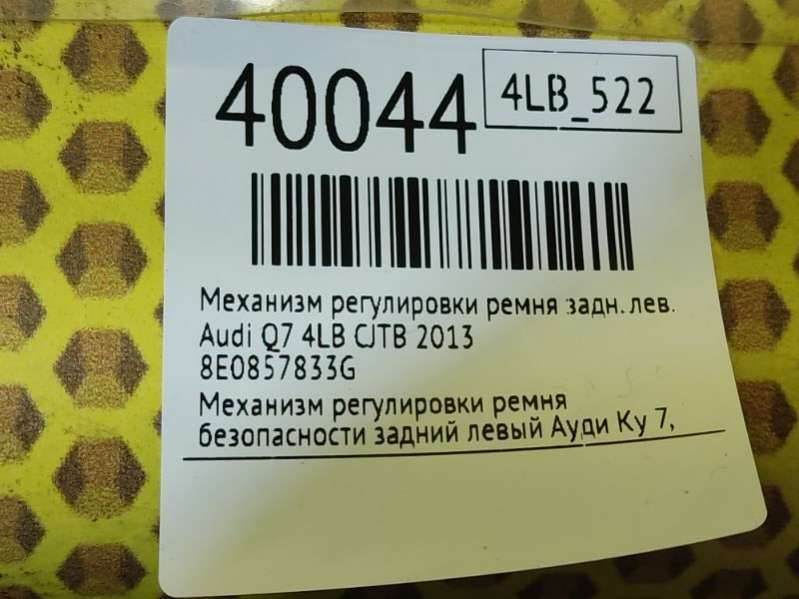 40044
4LB_522
Механизм регулировки ремня задн. лев.
Audi Q7 4LB CJTB 2013
8E0857833G
Механизм регулировки ремня
безопасности задний левый Ауди Ку 7,